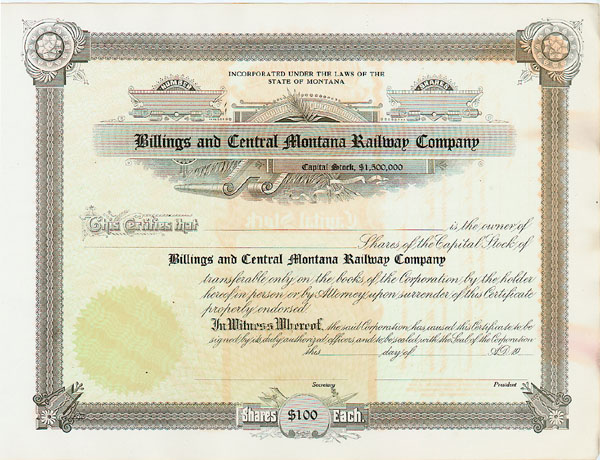 INCORPORATED UNDER THE LAWS OF THE
STATE OF MONTANA
NUMBER
SHARES
Billings and Central Montana Railway Company
Capital Stock, $1,500,000
This Certifies that
is the owner of
Shares of the Capital Stock of
Billings and Central Montana Railway Company
transferable only on the books of the Corporation by the holder
hereof in person or by Attorney upon surrender of this Certificate
properly endorsed.
In Witness Whereof, the said Corporation has caused this Certificate to be
signed by its duly authorized officers and to be sealed with the Seal of the Corporation
this day of A.D. 19
Secretary President
Shares $100 Each.